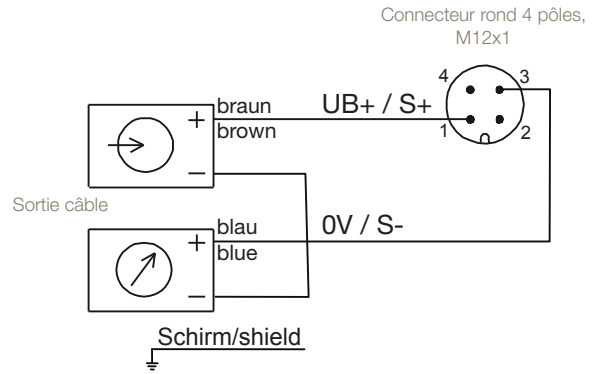 Connecteur rond 4 pôles,
M12x1
4
3
1
2
UB+ / S+
braun
brown
+
−
Sortie câble
blau
blue
0V / S-
+
−
Schirm/shield